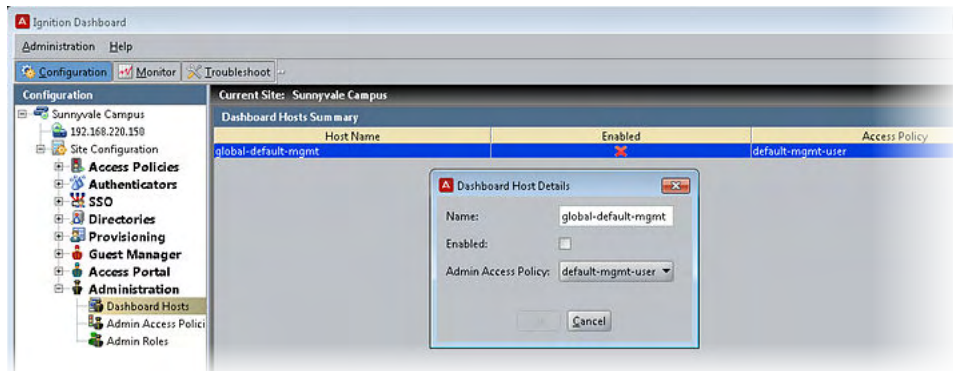 Ignition Dashboard
Administration Help
Configuration Monitor Troubleshoot
Configuration
Current Site: Sunnyvale Campus
Sunnyvale Campus
Dashboard Hosts Summary
192.168.220.150
Host Name Enabled Access Policy
Site Configuration
global-default-mgmt default-mgmt-user
Access Policies
Authenticators
SSO
Directories
Provisioning
Guest Manager
Access Portal
Administration
Dashboard Hosts
Admin Access Polici
Admin Roles
Dashboard Host Details
Name: global-default-mgmt
Enabled:
Admin Access Policy: default-mgmt-user
Cancel